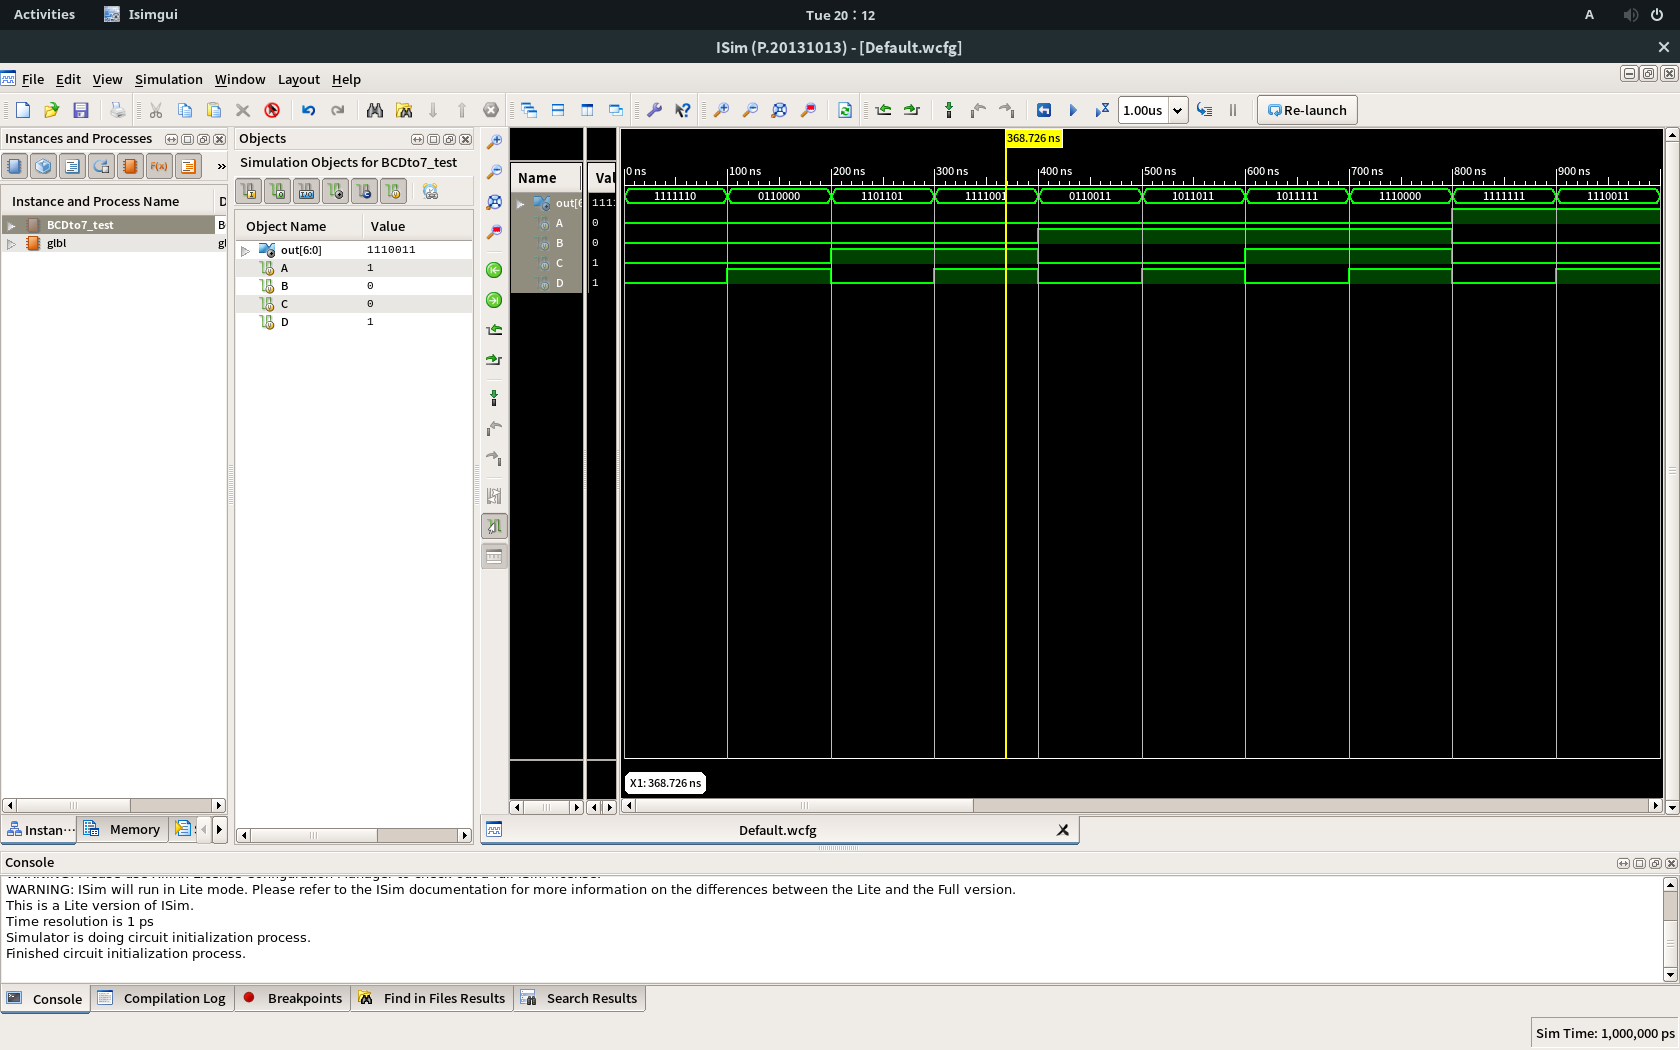 Activities Isimgui Tue 20:12 A
ISim (P.20131013) - [Default.wcfg]
File Edit View Simulation Window Layout Help
1.00us Re-launch
Instances and Processes
Instance and Process Name D
BCDto7_test B
glbl gl
Instan
Memory
Objects
Simulation Objects for BCDto7_test
Object Name Value
out[6:0] 1110011
A 1
B 0
C 0
D 1
Name Val
out[6 111
A 0
B 0
C 1
D 1
368.726 ns
0 ns 100 ns 200 ns 300 ns 400 ns 500 ns 600 ns 700 ns 800 ns 900 ns
1111110 0110000 1101101 1111001 0110011 1011011 1011111 1110000 1111111 1110011
X1: 368.726 ns
Default.wcfg
Console
WARNING: ISim will run in Lite mode. Please refer to the ISim documentation for more information on the differences between the Lite and the Full version.
This is a Lite version of ISim.
Time resolution is 1 ps
Simulator is doing circuit initialization process.
Finished circuit initialization process.
Console Compilation Log Breakpoints Find in Files Results Search Results
Sim Time: 1,000,000 ps